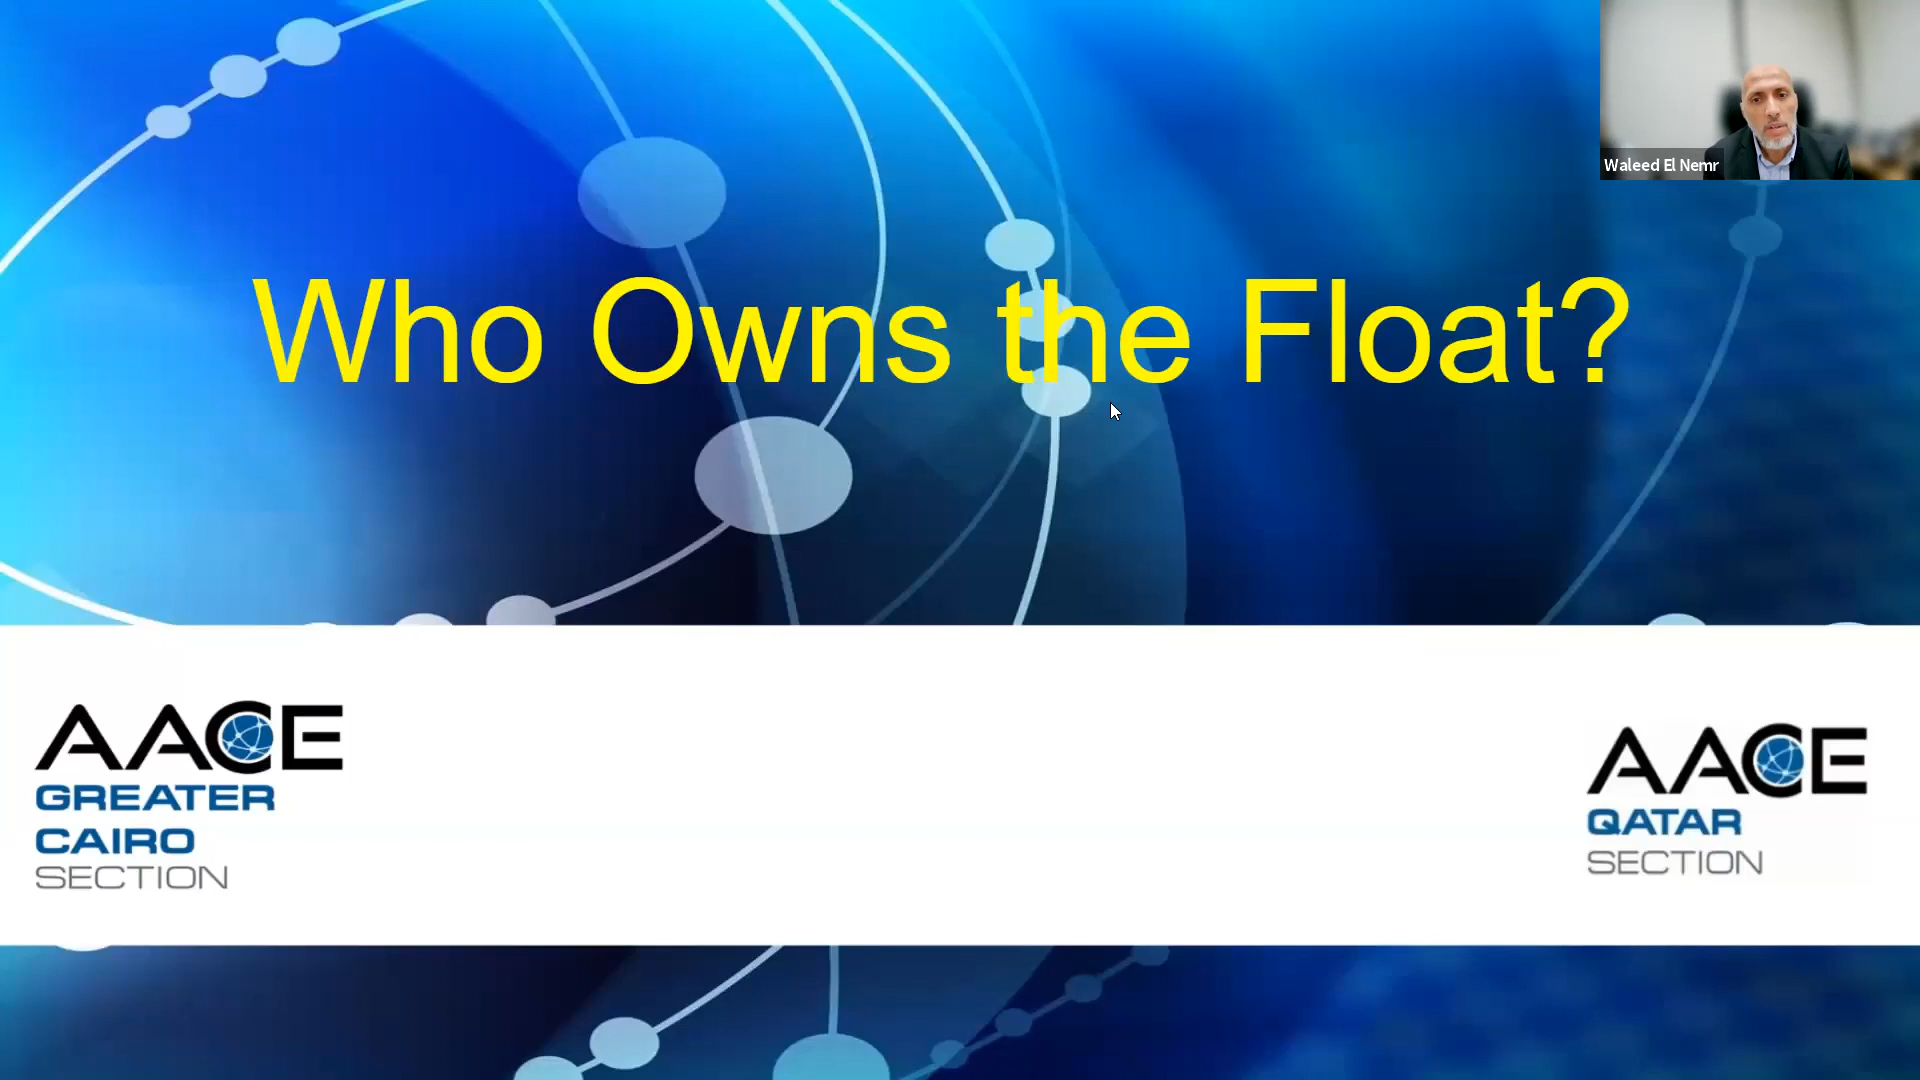 Waleed El Nemr
Who Owns the Float?
AACE
GREATER
CAIRO
SECTION
AACE
QATAR
SECTION